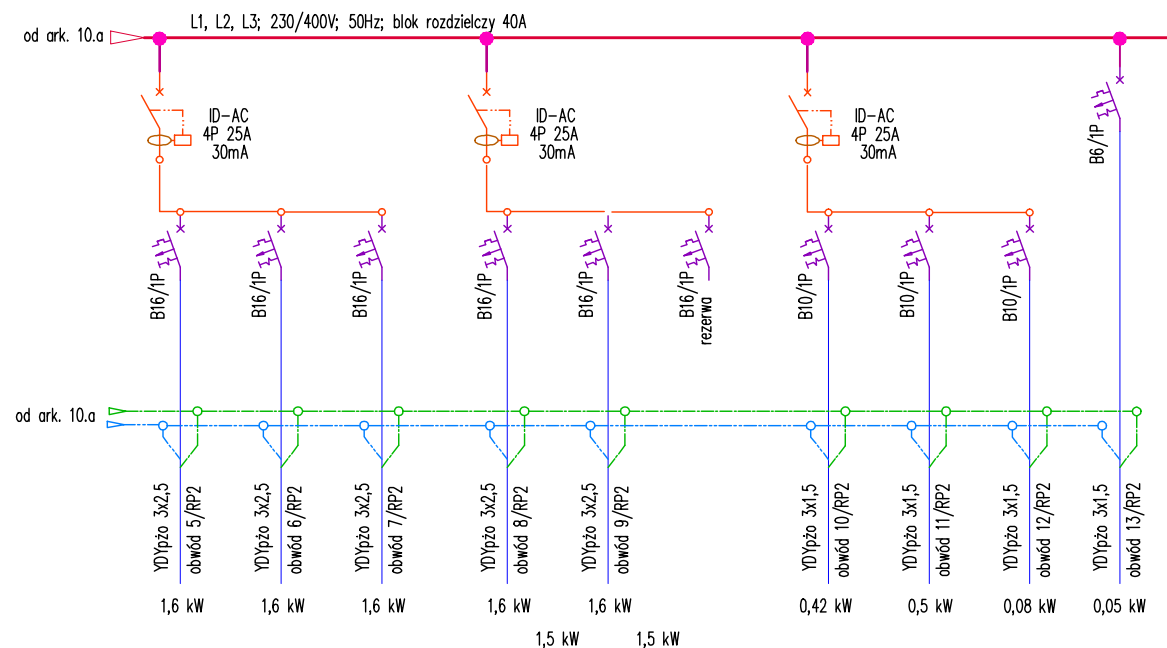 L1, L2, L3; 230/400V; 50Hz; blok rozdzielczy 40A
od ark. 10.a
ID-AC
4P 25A
30mA
ID-AC
4P 25A
30mA
ID-AC
4P 25A
30mA
B6/1P
B16/1P
B16/1P
B16/1P
B16/1P
B16/1P
B16/1P
rezerwa
B10/1P
B10/1P
B10/1P
od ark. 10.a
YDYpżo 3x2,5
obwód 5/RP2
YDYpżo 3x2,5
obwód 6/RP2
YDYpżo 3x2,5
obwód 7/RP2
YDYpżo 3x2,5
obwód 8/RP2
YDYpżo 3x2,5
obwód 9/RP2
YDYpżo 3x1,5
obwód 10/RP2
YDYpżo 3x1,5
obwód 11/RP2
YDYpżo 3x1,5
obwód 12/RP2
YDYpżo 3x1,5
obwód 13/RP2
1,6 kW
1,6 kW
1,6 kW
1,6 kW
1,6 kW
0,42 kW
0,5 kW
0,08 kW
0,05 kW
1,5 kW
1,5 kW